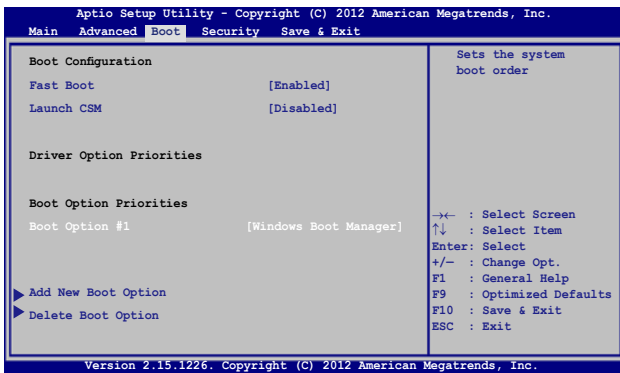 Aptio Setup Utility - Copyright (C) 2012 American Megatrends, Inc.
Main Advanced Boot Security Save & Exit
Boot Configuration
Fast Boot [Enabled]
Launch CSM [Disabled]
Driver Option Priorities
Boot Option Priorities
Boot Option #1 [Windows Boot Manager]
Add New Boot Option
Delete Boot Option
Sets the system
boot order
→← : Select Screen
↑↓ : Select Item
Enter: Select
+/— : Change Opt.
F1 : General Help
F9 : Optimized Defaults
F10 : Save & Exit
ESC : Exit
Version 2.15.1226. Copyright (C) 2012 American Megatrends, Inc.